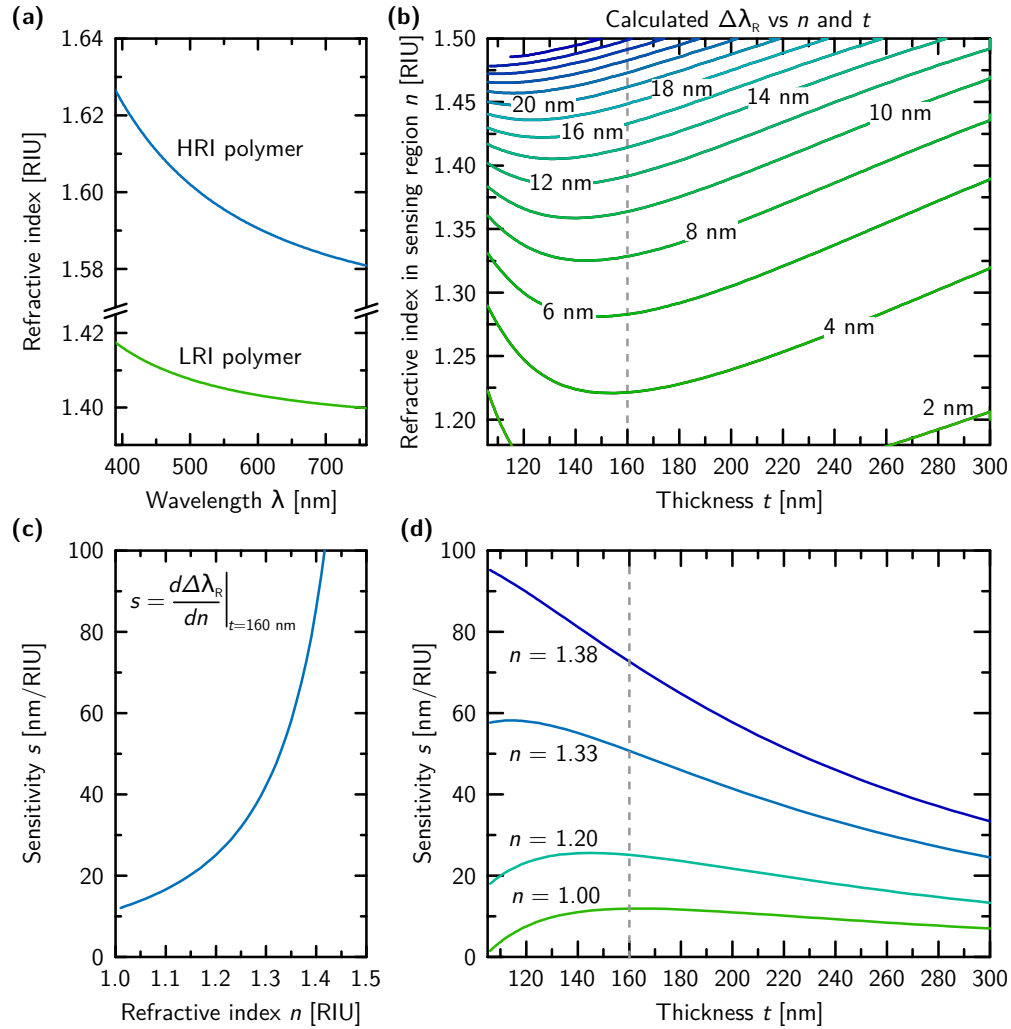 (a)
Refractive index [RIU]
1.64
1.62
1.60
1.58
1.42
1.40
HRI polymer
LRI polymer
400 500 600 700
Wavelength λ [nm]
(b)
Calculated Δλ_R vs n and t
Refractive index in sensing region n [RIU]
1.50
1.45
1.40
1.35
1.30
1.25
1.20
20 nm
18 nm
16 nm
14 nm
12 nm
10 nm
8 nm
6 nm
4 nm
2 nm
120 140 160 180 200 220 240 260 280 300
Thickness t [nm]
(c)
Sensitivity s [nm/RIU]
100
80
60
40
20
0
s = dΔλ_R/dn |t=160 nm
1.0 1.1 1.2 1.3 1.4 1.5
Refractive index n [RIU]
(d)
Sensitivity s [nm/RIU]
100
80
60
40
20
0
n = 1.38
n = 1.33
n = 1.20
n = 1.00
120 140 160 180 200 220 240 260 280 300
Thickness t [nm]